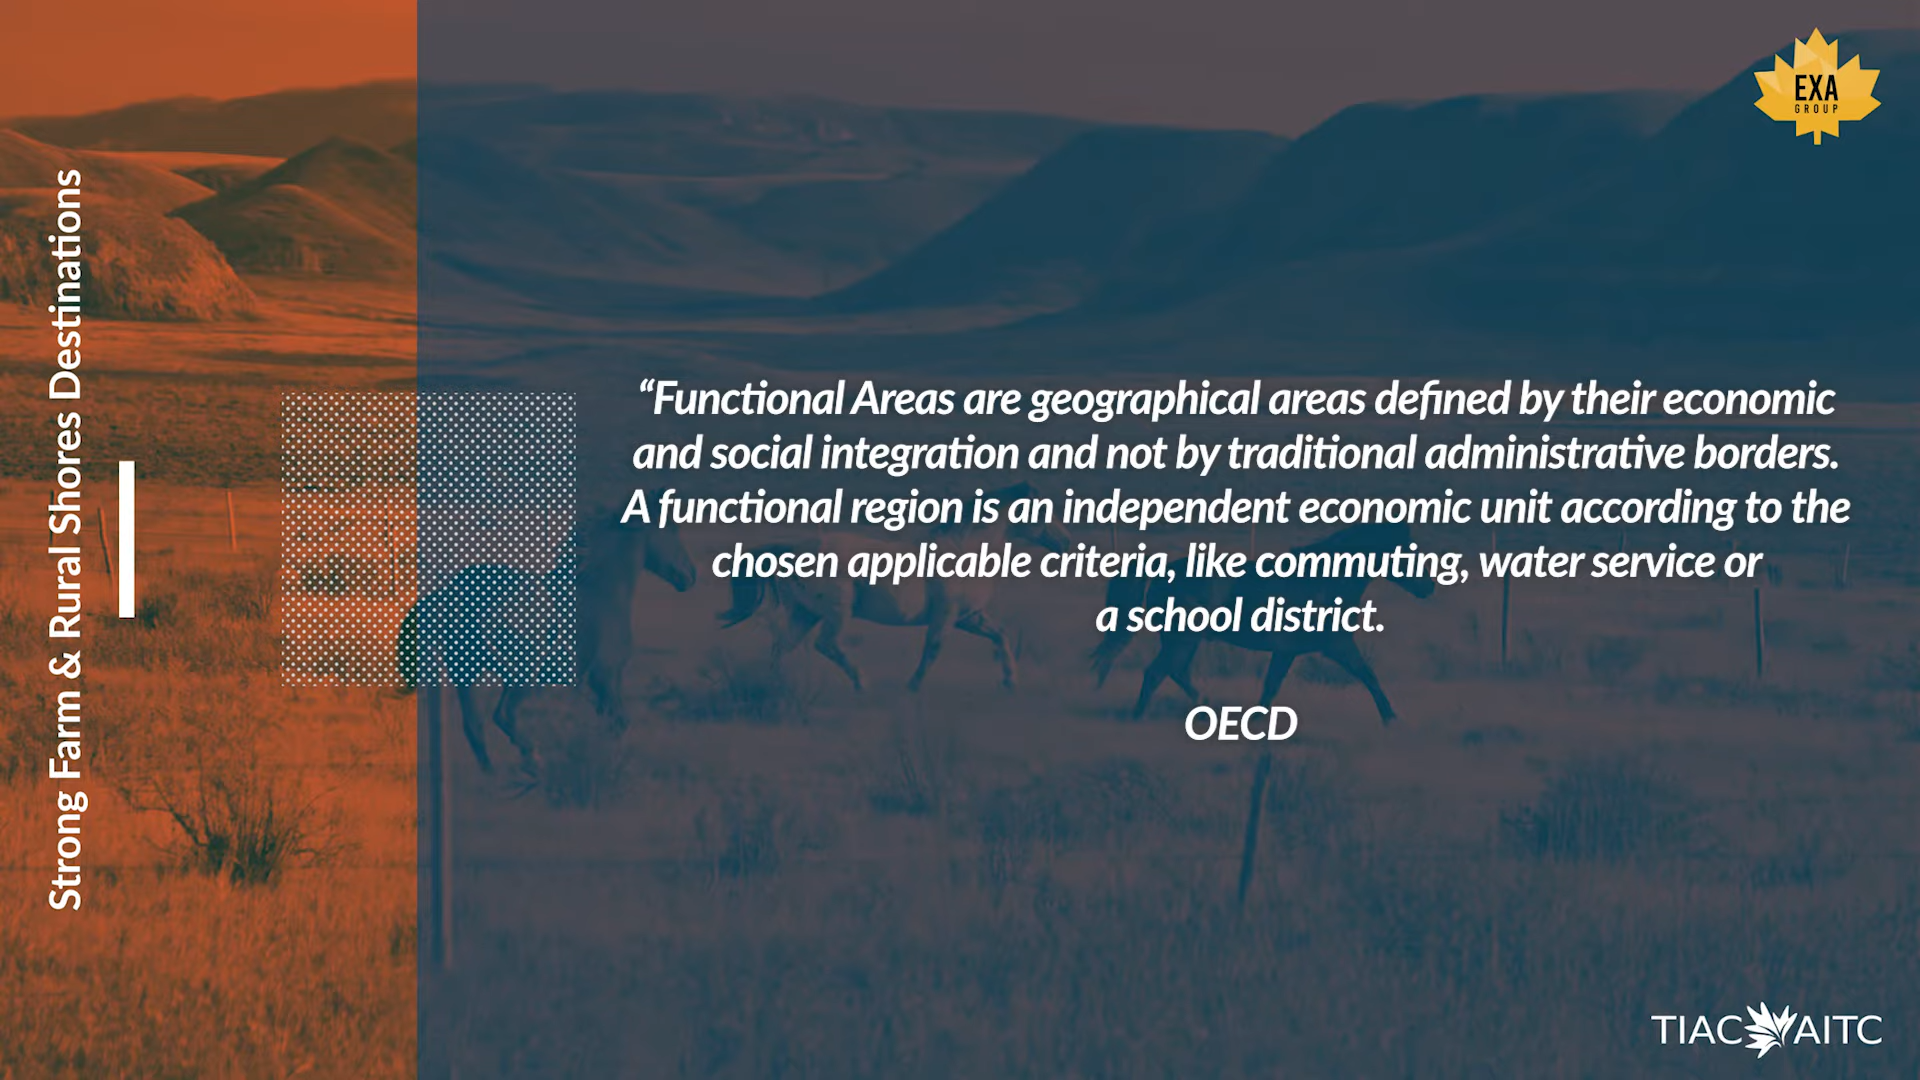 Strong Farm & Rural Shores Destinations
EXA
GROUP
“Functional Areas are geographical areas defined by their economic
and social integration and not by traditional administrative borders.
A functional region is an independent economic unit according to the
chosen applicable criteria, like commuting, water service or
a school district.
OECD
TIAC AITC